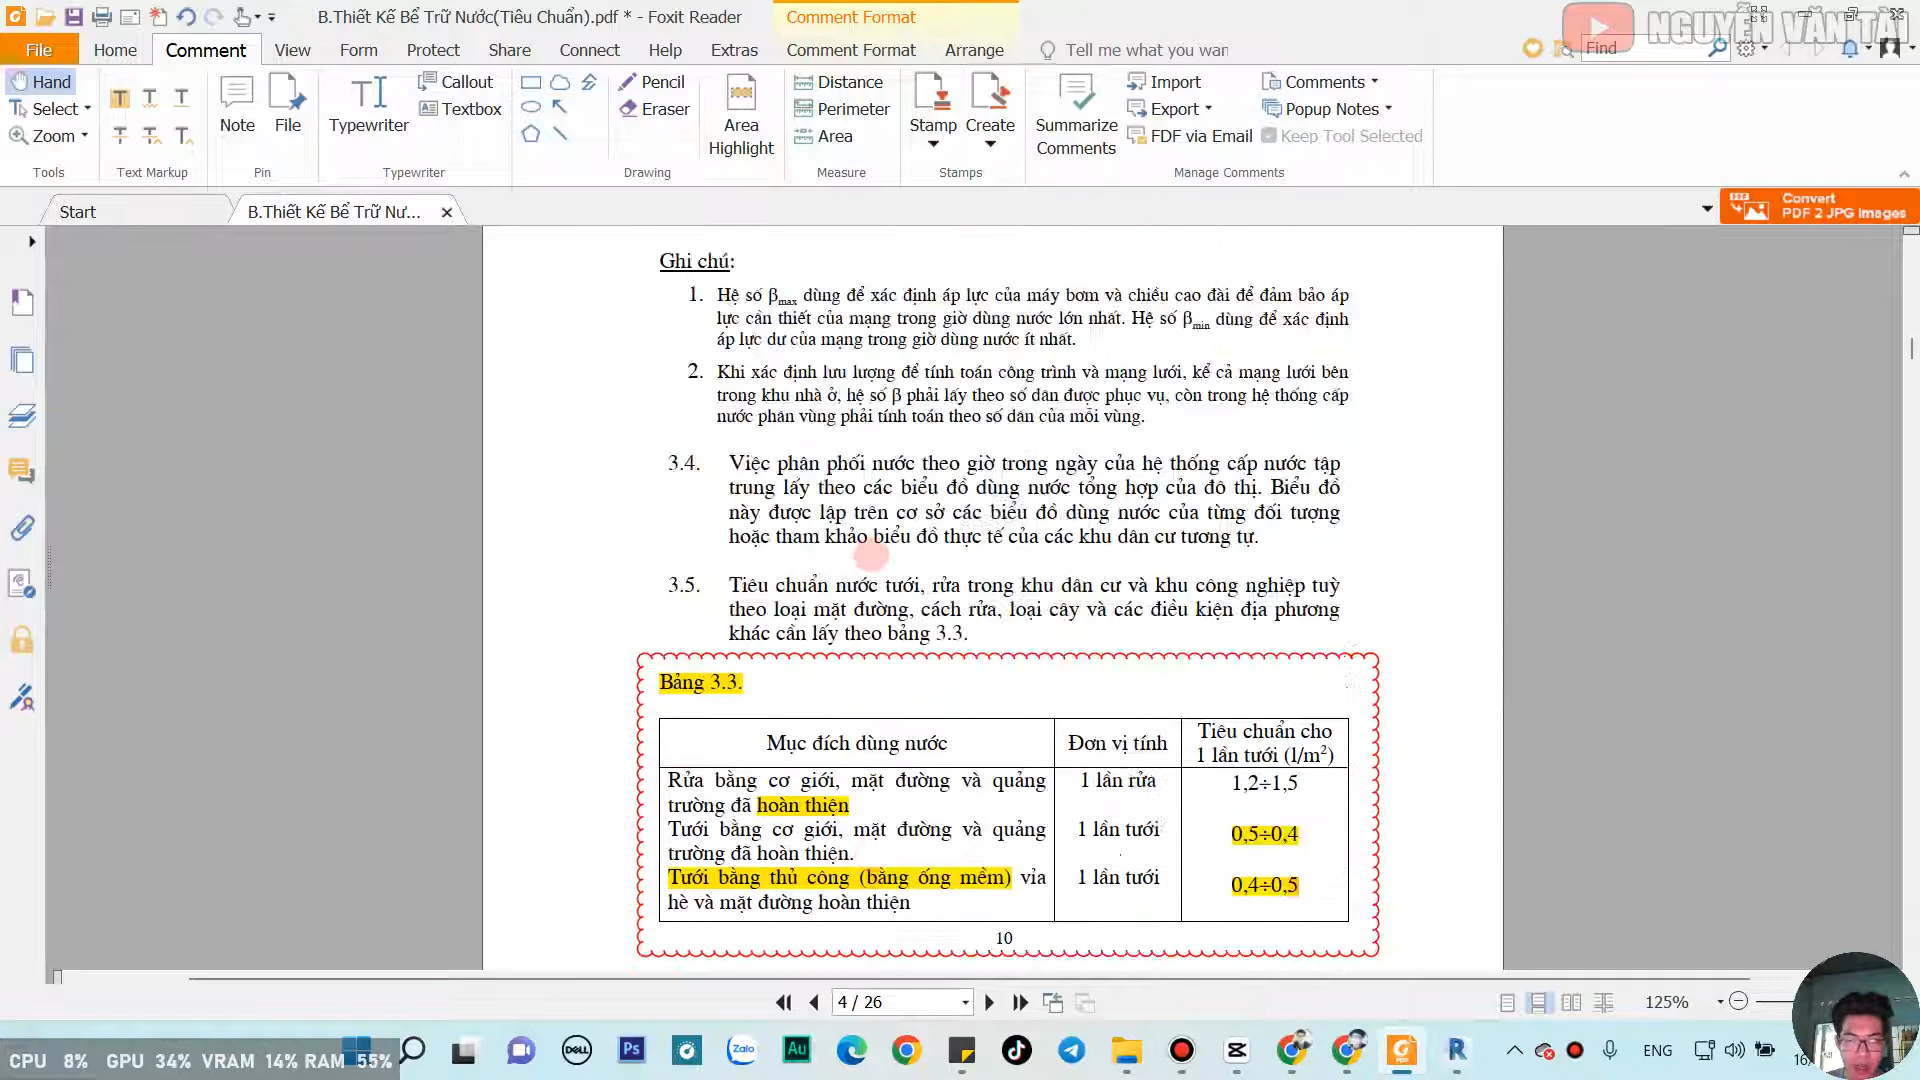 B.Thiết Kế Bể Trữ Nước(Tiêu Chuẩn).pdf * - Foxit Reader
Comment Format
NGUYỄN VĂN TÀI
File
Home
Comment
View
Form
Protect
Share
Connect
Help
Extras
Comment Format
Arrange
Tell me what you wan
Find
Hand
Select
Zoom
Tools
Text Markup
Note
File
Pin
Typewriter
Callout
Textbox
Typewriter
Pencil
Eraser
Area
Highlight
Drawing
Distance
Perimeter
Area
Measure
Stamp
Create
Stamps
Summarize
Comments
Import
Export
FDF via Email
Comments
Popup Notes
Keep Tool Selected
Manage Comments
Start
B.Thiết Kế Bể Trữ Nư...
Convert
PDF 2 JPG Images
Ghi chú:
1. Hệ số βmax dùng để xác định áp lực của máy bơm và chiều cao đài để đảm bảo áp
lực cần thiết của mạng trong giờ dùng nước lớn nhất. Hệ số βmin dùng để xác định
áp lực dư của mạng trong giờ dùng nước ít nhất.
2. Khi xác định lưu lượng để tính toán công trình và mạng lưới, kể cả mạng lưới bên
trong khu nhà ở, hệ số β phải lấy theo số dân được phục vụ, còn trong hệ thống cấp
nước phân vùng phải tính toán theo số dân của mỗi vùng.
3.4. Việc phân phối nước theo giờ trong ngày của hệ thống cấp nước tập
trung lấy theo các biểu đồ dùng nước tổng hợp của đô thị. Biểu đồ
này được lập trên cơ sở các biểu đồ dùng nước của từng đối tượng
hoặc tham khảo biểu đồ thực tế của các khu dân cư tương tự.
3.5. Tiêu chuẩn nước tưới, rửa trong khu dân cư và khu công nghiệp tuỳ
theo loại mặt đường, cách rửa, loại cây và các điều kiện địa phương
khác cần lấy theo bảng 3.3.
Bảng 3.3.
Mục đích dùng nước
Đơn vị tính
Tiêu chuẩn cho
1 lần tưới (l/m2)
Rửa bằng cơ giới, mặt đường và quảng
trường đã hoàn thiện
1 lần rửa
1,2÷1,5
Tưới bằng cơ giới, mặt đường và quảng
trường đã hoàn thiện.
1 lần tưới
0,5÷0,4
Tưới bằng thủ công (bằng ống mềm) vỉa
hè và mặt đường hoàn thiện
1 lần tưới
0,4÷0,5
10
4 / 26
125%
CPU 8% GPU 34% VRAM 14% RAM 55%
DELL
Ps
Zalo
Au
ENG